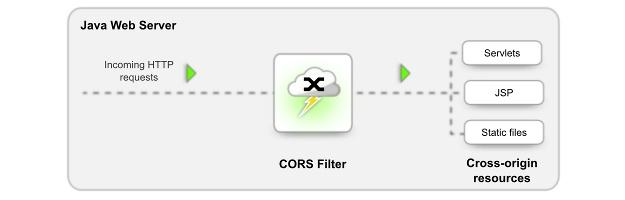 Java Web Server
Incoming HTTP
requests
Servlets
JSP
Static files
CORS Filter
Cross-origin
resources